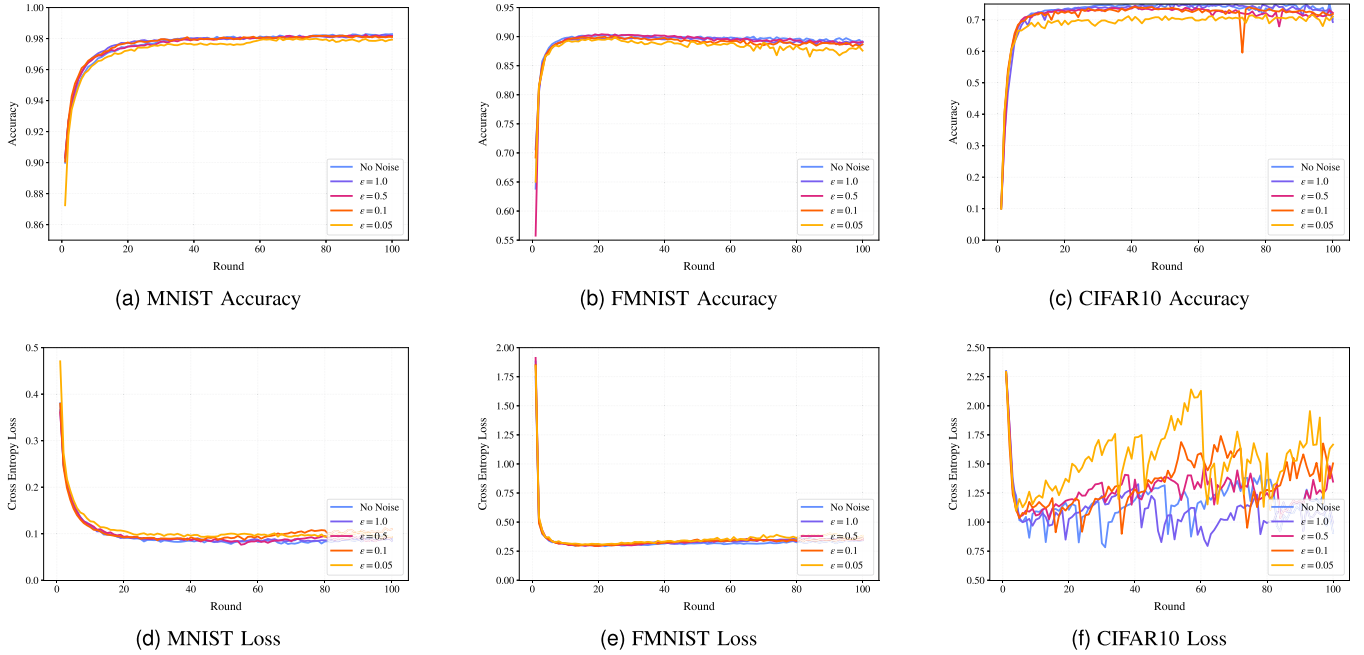 1.00
0.98
0.96
0.94
0.92
0.90
0.88
0.86
Accuracy
0 20 40 60 80 100
Round
No Noise
ε = 1.0
ε = 0.5
ε = 0.1
ε = 0.05
(a) MNIST Accuracy
0.95
0.90
0.85
0.80
0.75
0.70
0.65
0.60
0.55
Accuracy
0 20 40 60 80 100
Round
No Noise
ε = 1.0
ε = 0.5
ε = 0.1
ε = 0.05
(b) FMNIST Accuracy
0.7
0.6
0.5
0.4
0.3
0.2
0.1
0.0
Accuracy
0 20 40 60 80 100
Round
No Noise
ε = 1.0
ε = 0.5
ε = 0.1
ε = 0.05
(c) CIFAR10 Accuracy
0.5
0.4
0.3
0.2
0.1
0.0
Cross Entropy Loss
0 20 40 60 80 100
Round
No Noise
ε = 1.0
ε = 0.5
ε = 0.1
ε = 0.05
(d) MNIST Loss
2.00
1.75
1.50
1.25
1.00
0.75
0.50
0.25
0.00
Cross Entropy Loss
0 20 40 60 80 100
Round
No Noise
ε = 1.0
ε = 0.5
ε = 0.1
ε = 0.05
(e) FMNIST Loss
2.50
2.25
2.00
1.75
1.50
1.25
1.00
0.75
0.50
Cross Entropy Loss
0 20 40 60 80 100
Round
No Noise
ε = 1.0
ε = 0.5
ε = 0.1
ε = 0.05
(f) CIFAR10 Loss